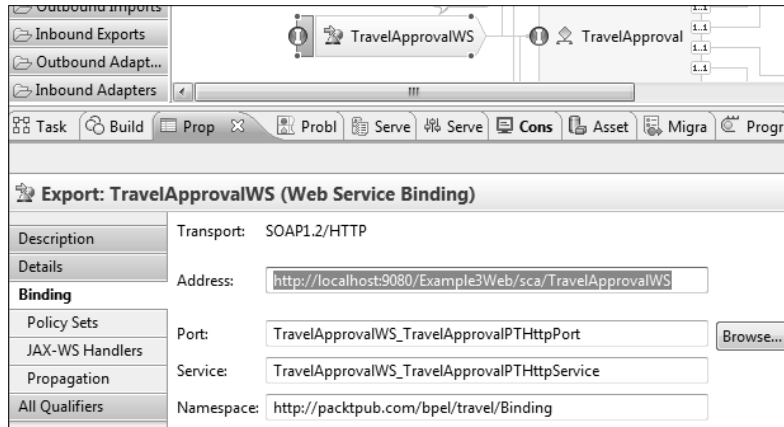 Outbound Imports
Inbound Exports
TravelApprovalWS
TravelApproval
1..1
1..1
1..1
1..1
Outbound Adapt...
Inbound Adapters
Task
Build
Prop
Probl
Serve
Serve
Cons
Asset
Migra
Progr
Export: TravelApprovalWS (Web Service Binding)
Description
Transport: SOAP1.2/HTTP
Details
Address: http://localhost:9080/Example3Web/sca/TravelApprovalWS
Binding
Policy Sets
Port: TravelApprovalWS_TravelApprovalPTHttpPort Browse...
JAX-WS Handlers
Service: TravelApprovalWS_TravelApprovalPTHttpService
Propagation
All Qualifiers
Namespace: http://packtpub.com/bpel/travel/Binding